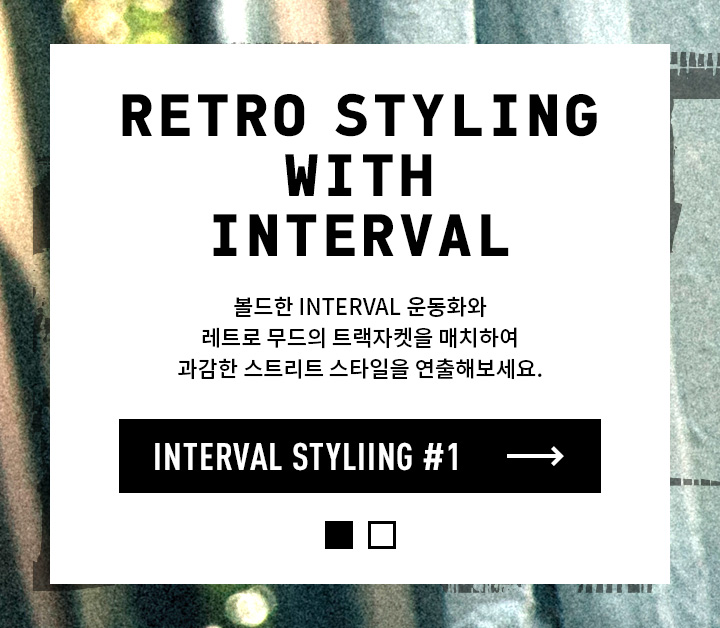 RETRO STYLING
WITH
INTERVAL
볼드한 INTERVAL 운동화와
레트로 무드의 트랙자켓을 매치하여
과감한 스트리트 스타일을 연출해보세요.
INTERVAL STYLIING #1